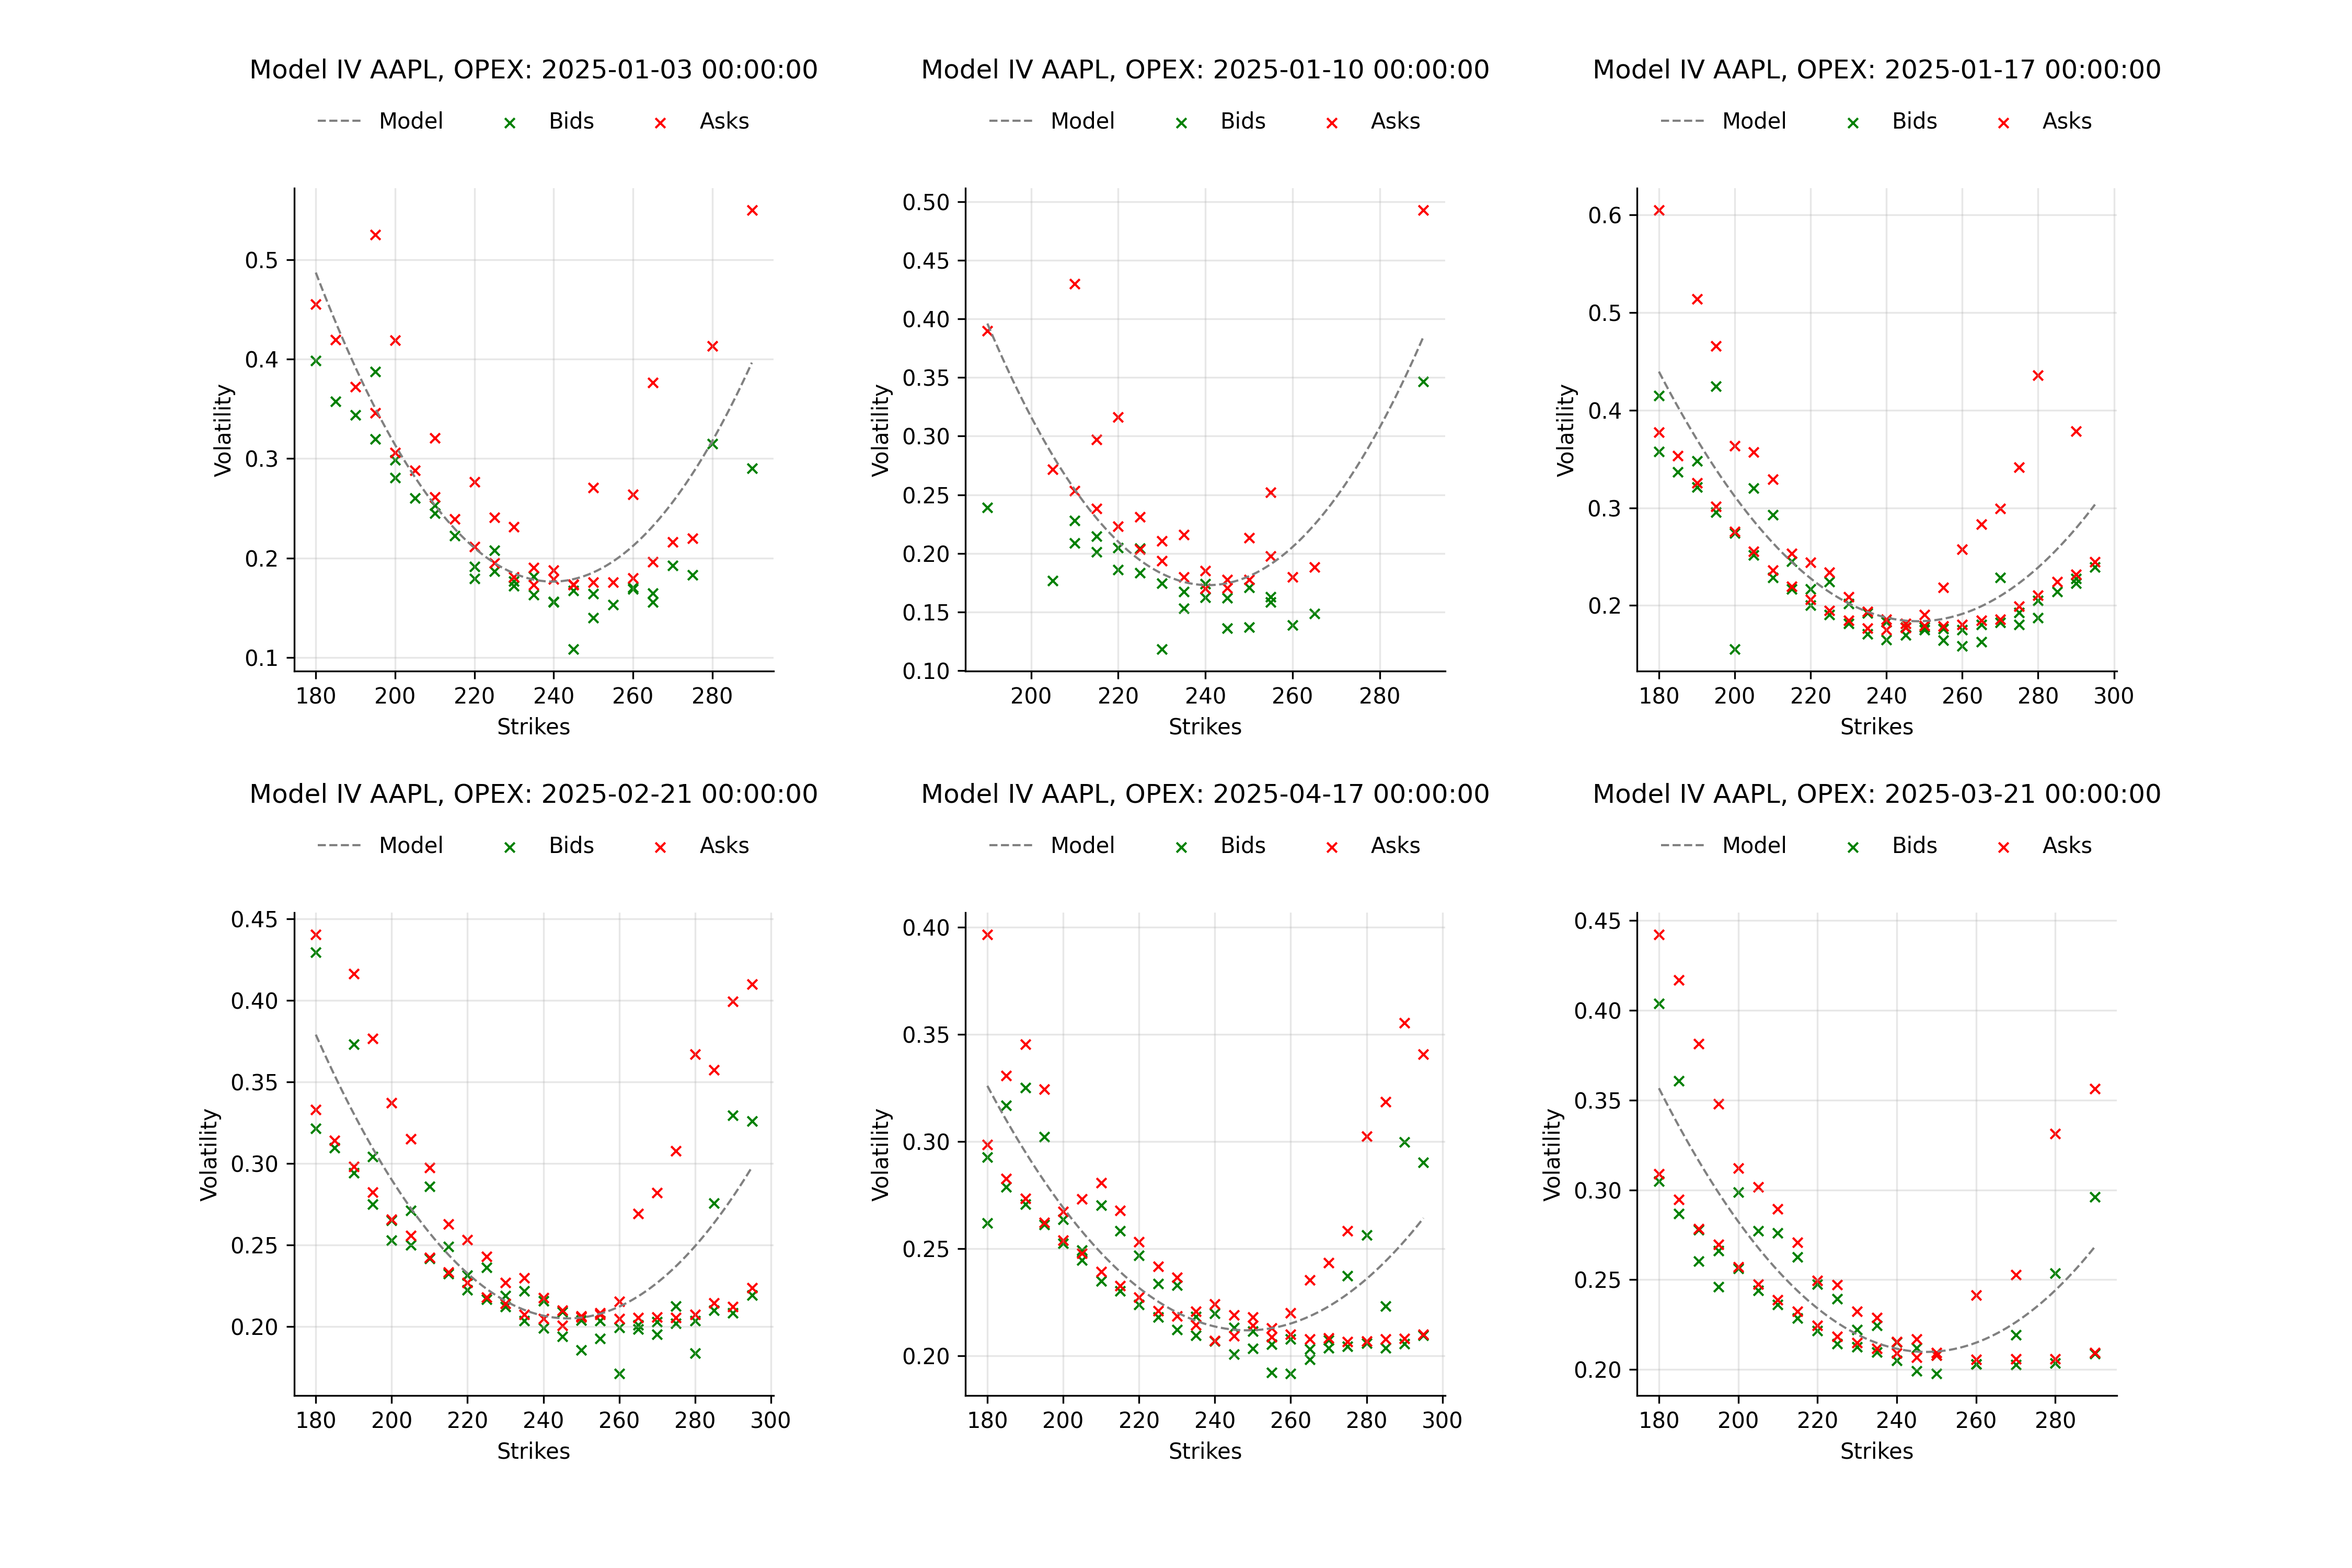 Model IV AAPL, OPEX: 2025-01-03 00:00:00
Model Bids Asks
0.5
0.4
0.3
0.2
0.1
Volatility
180 200 220 240 260 280
Strikes
Model IV AAPL, OPEX: 2025-01-10 00:00:00
Model Bids Asks
0.50
0.45
0.40
0.35
0.30
0.25
0.20
0.15
0.10
Volatility
200 220 240 260 280
Strikes
Model IV AAPL, OPEX: 2025-01-17 00:00:00
Model Bids Asks
0.6
0.5
0.4
0.3
0.2
Volatility
180 200 220 240 260 280 300
Strikes
Model IV AAPL, OPEX: 2025-02-21 00:00:00
Model Bids Asks
0.45
0.40
0.35
0.30
0.25
0.20
Volatility
180 200 220 240 260 280 300
Strikes
Model IV AAPL, OPEX: 2025-04-17 00:00:00
Model Bids Asks
0.40
0.35
0.30
0.25
0.20
Volatility
180 200 220 240 260 280 300
Strikes
Model IV AAPL, OPEX: 2025-03-21 00:00:00
Model Bids Asks
0.45
0.40
0.35
0.30
0.25
0.20
Volatility
180 200 220 240 260 280
Strikes